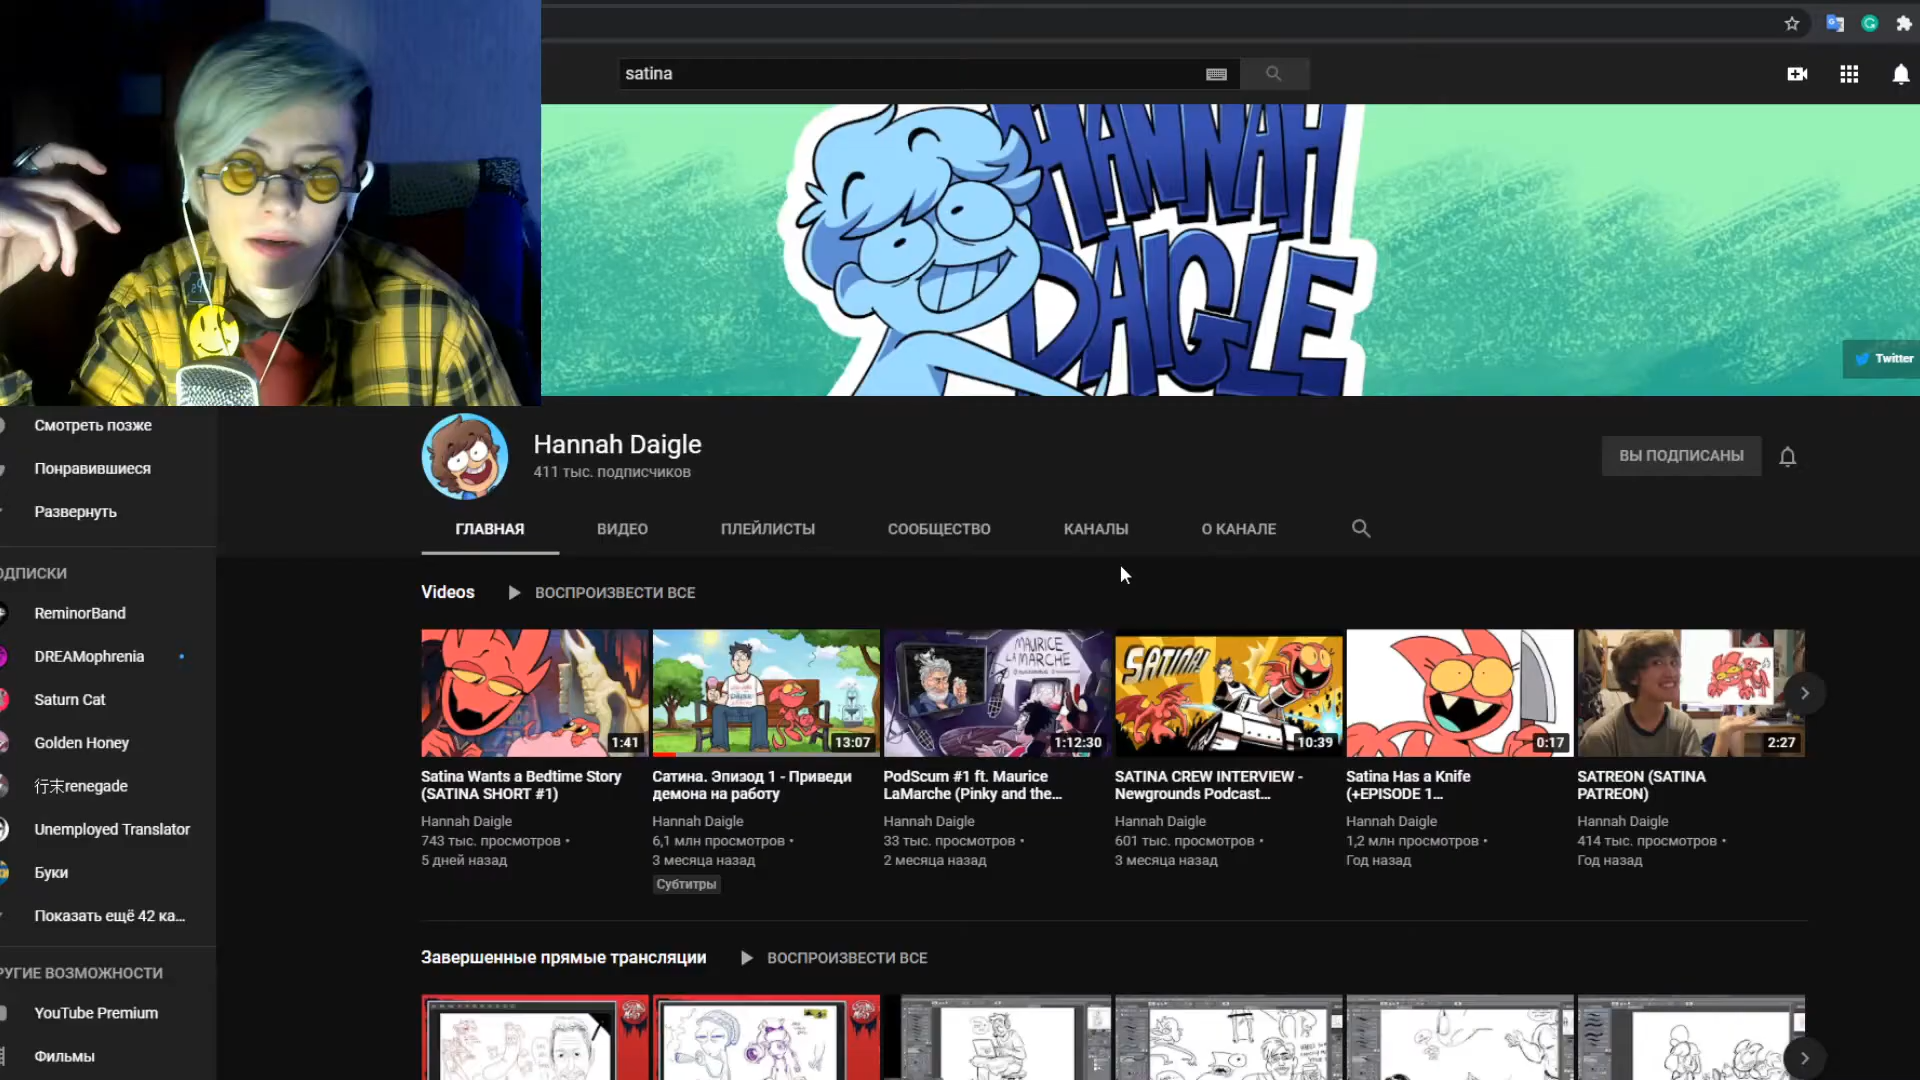 satina
HANNAH
DAIGLE
Twitter
Смотреть позже
Понравившиеся
Развернуть
ОДПИСКИ
ReminorBand
DREAMophrenia
Saturn Cat
Golden Honey
行末renegade
Unemployed Translator
Буки
Показать ещё 42 ка...
РУГИЕ ВОЗМОЖНОСТИ
YouTube Premium
Фильмы
Hannah Daigle
411 тыс. подписчиков
ВЫ ПОДПИСАНЫ
ГЛАВНАЯ
ВИДЕО
ПЛЕЙЛИСТЫ
СООБЩЕСТВО
КАНАЛЫ
О КАНАЛЕ
Videos
ВОСПРОИЗВЕСТИ ВСЕ
1:41
Satina Wants a Bedtime Story
(SATINA SHORT #1)
Hannah Daigle
743 тыс. просмотров •
5 дней назад
13:07
Сатина. Эпизод 1 - Приведи
демона на работу
Hannah Daigle
6,1 млн просмотров •
3 месяца назад
Субтитры
MAURICE
LAMARCHE
1:12:30
PodScum #1 ft. Maurice
LaMarche (Pinky and the...
Hannah Daigle
33 тыс. просмотров •
2 месяца назад
SATINA!
10:39
SATINA CREW INTERVIEW -
Newgrounds Podcast...
Hannah Daigle
601 тыс. просмотров •
3 месяца назад
0:17
Satina Has a Knife
(+EPISODE 1...
Hannah Daigle
1,2 млн просмотров •
Год назад
2:27
SATREON (SATINA
PATREON)
Hannah Daigle
414 тыс. просмотров •
Год назад
Завершенные прямые трансляции
ВОСПРОИЗВЕСТИ ВСЕ